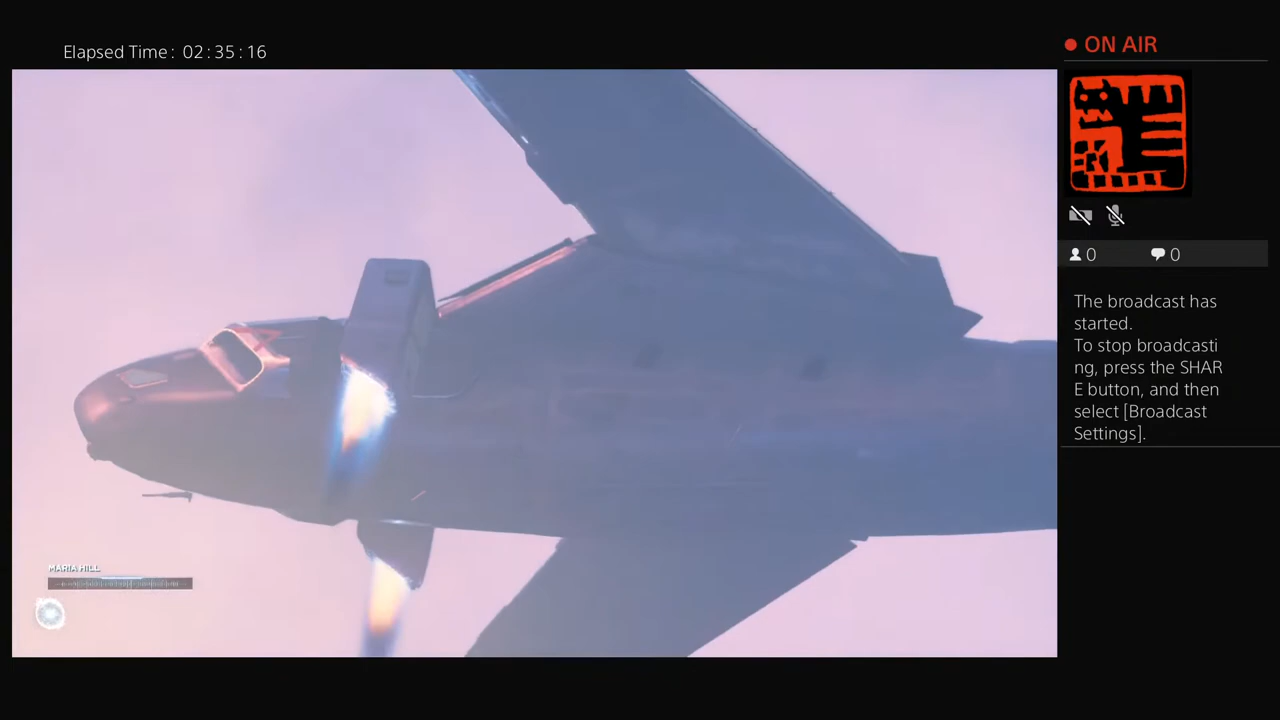 Elapsed Time: 02:35:16
ON AIR
0
0
The broadcast has
started.
To stop broadcasti
ng, press the SHAR
E button, and then
select [Broadcast
Settings].
MARIA HILL